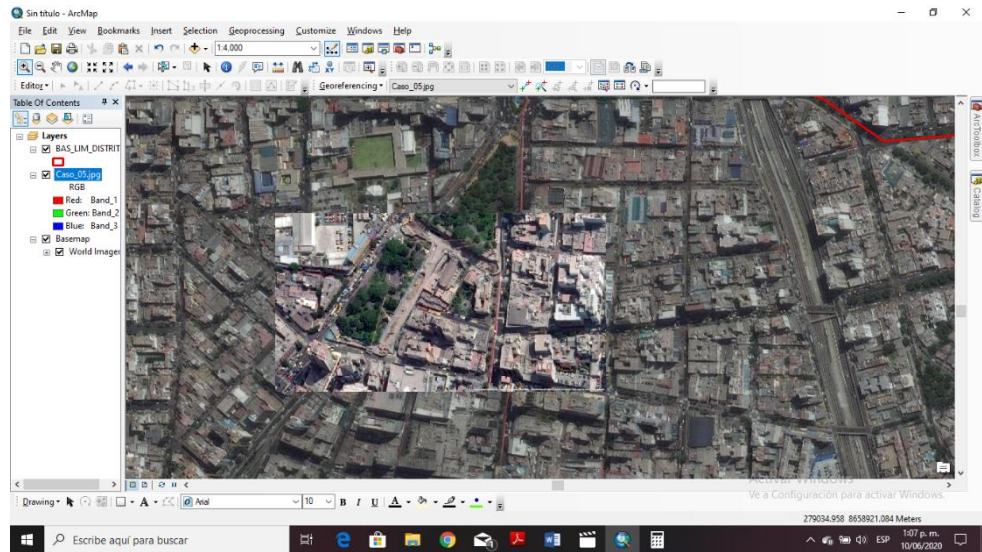 Sin título - ArcMap
File Edit View Bookmarks Insert Selection Geoprocessing Customize Windows Help
1:4,000
Editor Georeferencing Caso_05.jpg
Table Of Contents
Layers
BAS_LIM_DISTRIT
Caso_05.jpg
RGB
Red: Band_1
Green: Band_2
Blue: Band_3
Basemap
World Image
ArcToolbox
Catalog
Activar Windows
Ve a Configuración para activar Windows.
Drawing A Arial 10 B I U A
279034.958 8658921.084 Meters
Escribe aquí para buscar
ESP
1:07 p. m.
10/06/2020